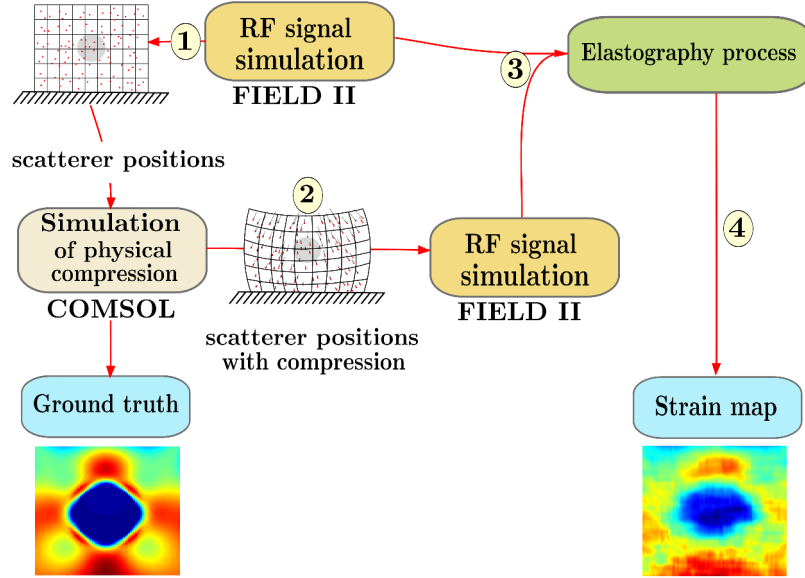 1
RF signal
simulation
FIELD II
3
Elastography process
scatterer positions
Simulation
of physical
compression
COMSOL
2
scatterer positions
with compression
RF signal
simulation
FIELD II
4
Ground truth
Strain map